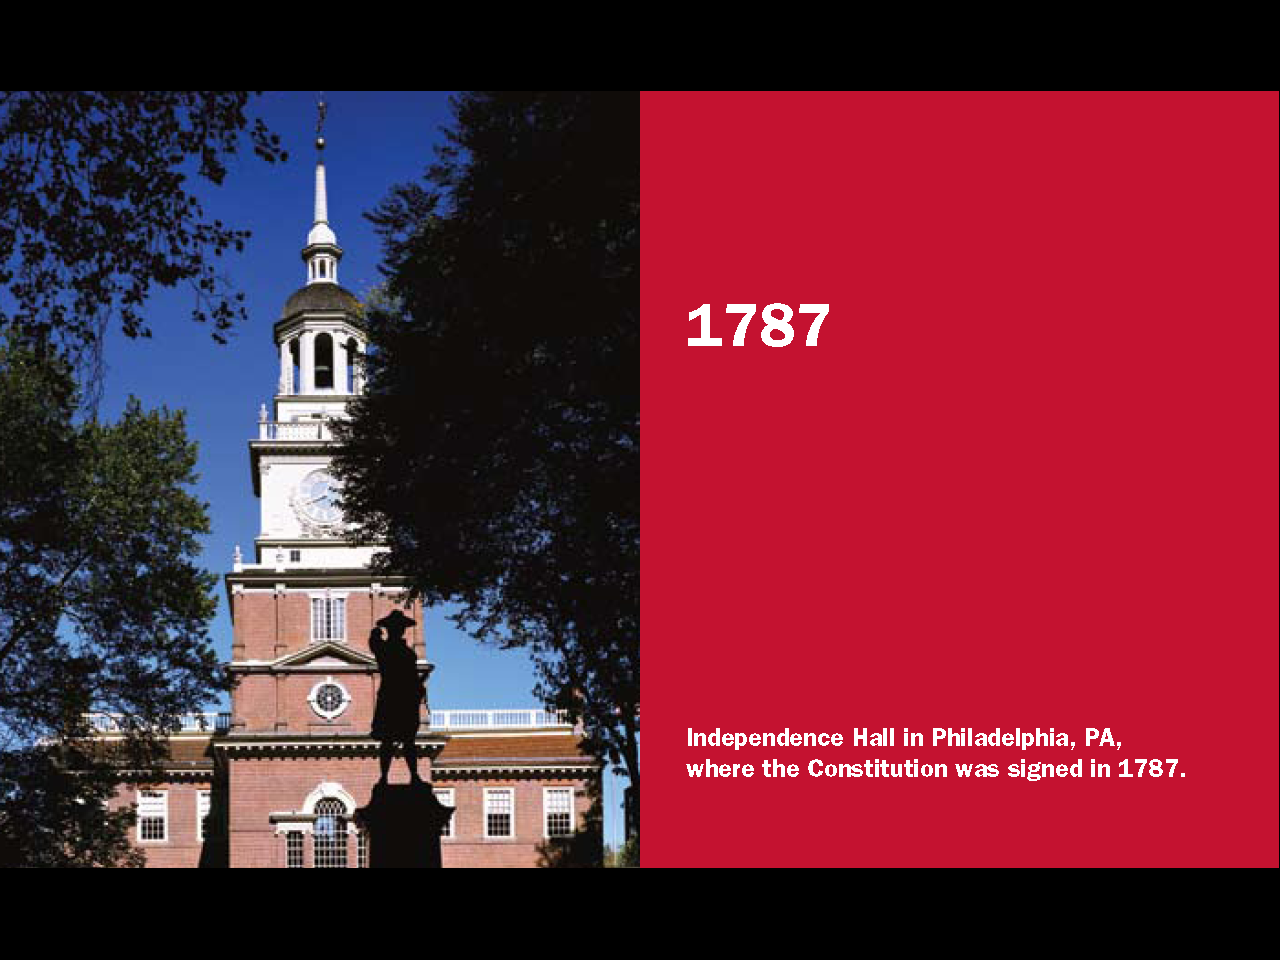 1787
Independence Hall in Philadelphia, PA,
where the Constitution was signed in 1787.